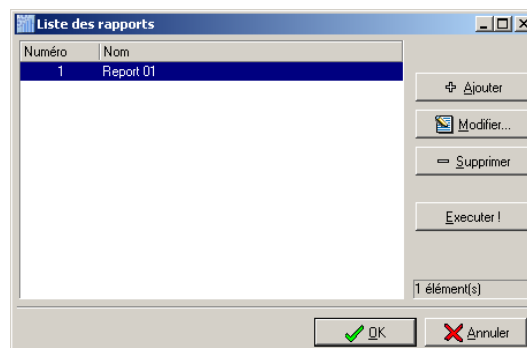 Liste des rapports
Numéro Nom
1 Report 01
Ajouter
Modifier...
Supprimer
Executer !
1 élément(s)
OK Annuler